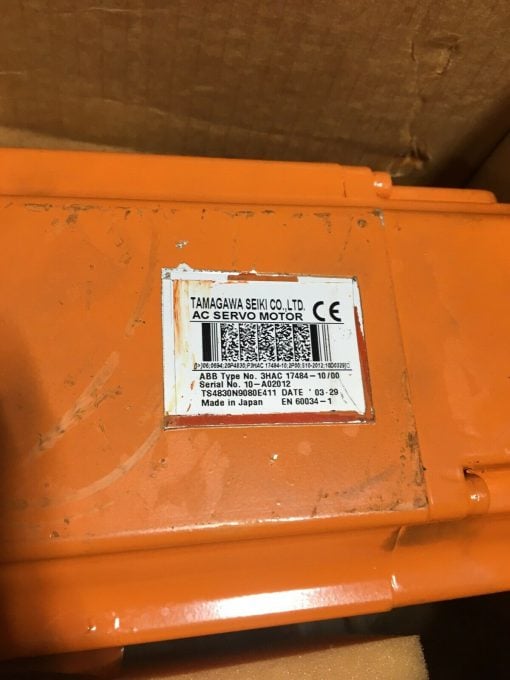 TAMAGAWA SEIKI CO.,LTD.
AC SERVO MOTOR CE
ABB Type No. 3HAC 17484-10/00
Serial No. 10-A02012
TS4830N9080E411 DATE '03-29
Made in Japan EN 60034-1